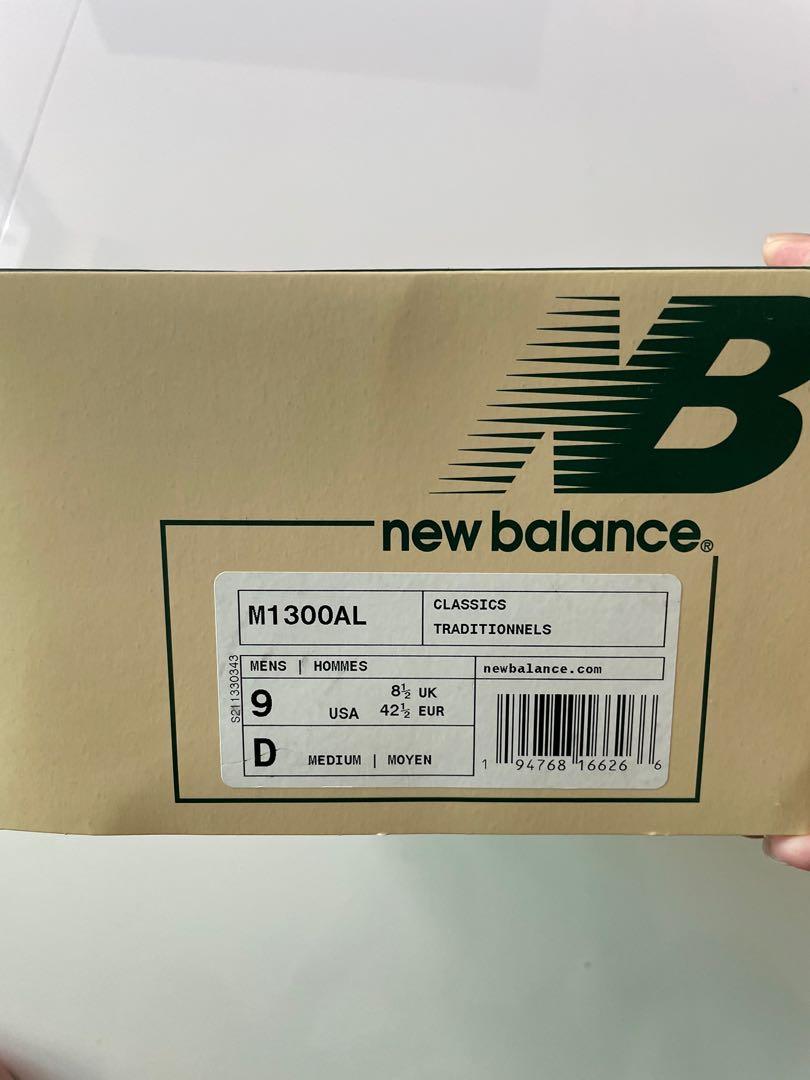 NB
new balance®
M1300AL
CLASSICS
TRADITIONNELS
S211330343
MENS | HOMMES
9 USA
8½ UK
42½ EUR
D MEDIUM | MOYEN
newbalance.com
1 94768 16626 6